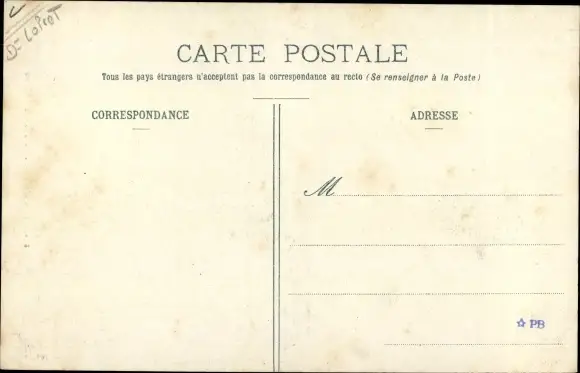 CARTE POSTALE
Tous les pays étrangers n'acceptent pas la correspondance au recto (Se renseigner à la Poste)
CORRESPONDANCE
ADRESSE
M
☆ PB